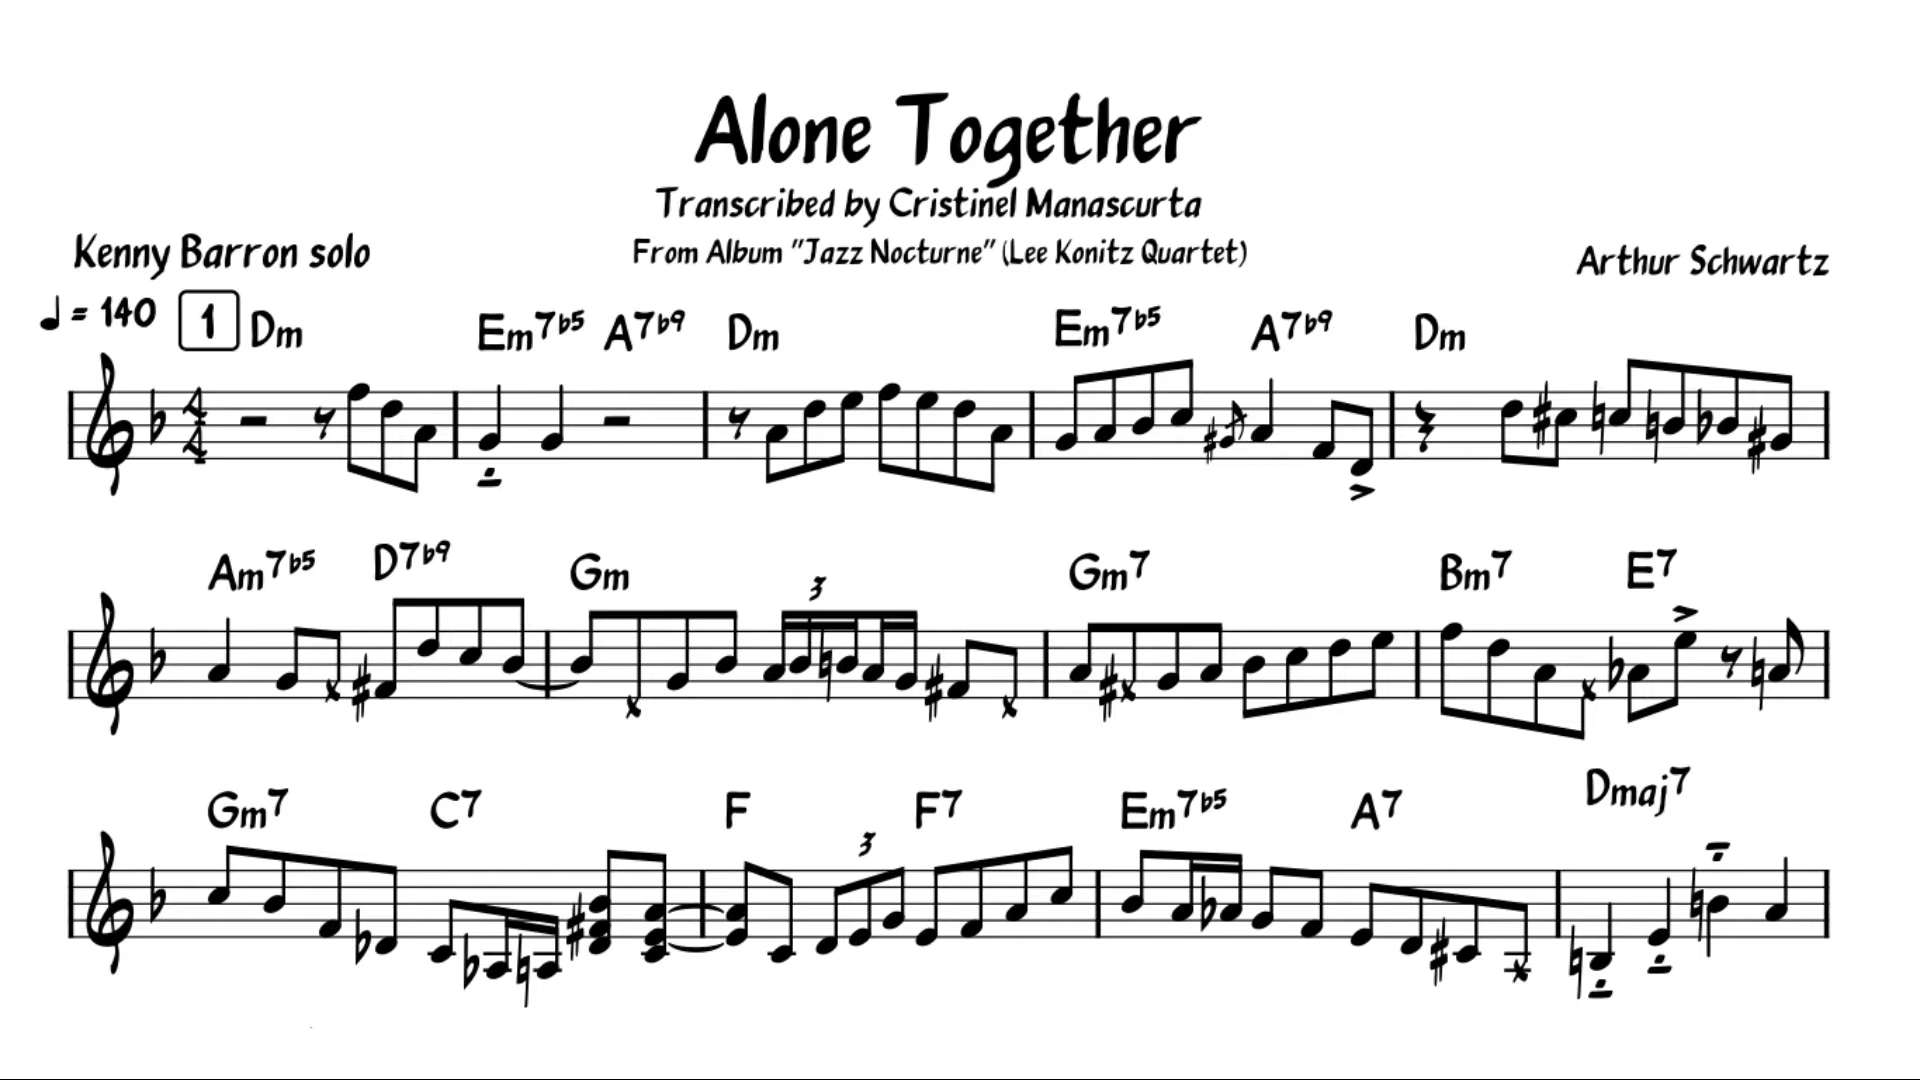 Alone Together
Transcribed by Cristinel Manascurta
Kenny Barron solo
From Album "Jazz Nocturne" (Lee Konitz Quartet)
Arthur Schwartz
♩ = 140 1 Dm Em7b5 A7b9 Dm Em7b5 A7b9 Dm
4
4
Am7b5 D7b9 Gm 3 Gm7 Bm7 E7
Gm7 C7 F 3 F7 Em7b5 A7 Dmaj7